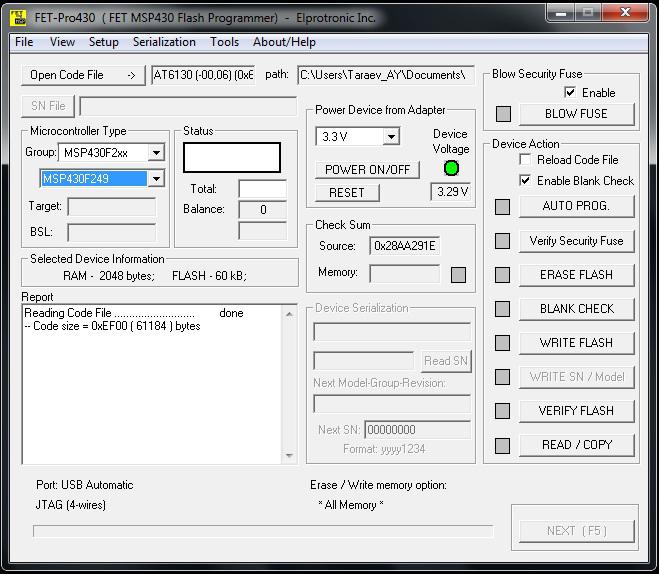 FET-Pro430 ( FET MSP430 Flash Programmer) - Elprotronic Inc.
File View Setup Serialization Tools About/Help
Open Code File -> AT6130 (-00,06) (0xE path: C:\Users\Taraev_AY\Documents\
SN File
Microcontroller Type
Group: MSP430F2xx
MSP430F249
Target:
BSL:
Status
Total:
Balance: 0
Selected Device Information
RAM - 2048 bytes; FLASH - 60 kB;
Report
Reading Code File ........................... done
-- Code size = 0xEF00 ( 61184 ) bytes
Power Device from Adapter
3.3 V
Device
Voltage
POWER ON/OFF
RESET
3.29 V
Check Sum
Source: 0x28AA291E
Memory:
Device Serialization
Read SN
Next Model-Group-Revision:
Next SN: 00000000
Format: yyyy1234
Blow Security Fuse
Enable
BLOW FUSE
Device Action
Reload Code File
Enable Blank Check
AUTO PROG.
Verify Security Fuse
ERASE FLASH
BLANK CHECK
WRITE FLASH
WRITE SN / Model
VERIFY FLASH
READ / COPY
Port: USB Automatic
JTAG (4-wires)
Erase / Write memory option:
* All Memory *
NEXT ( F5 )